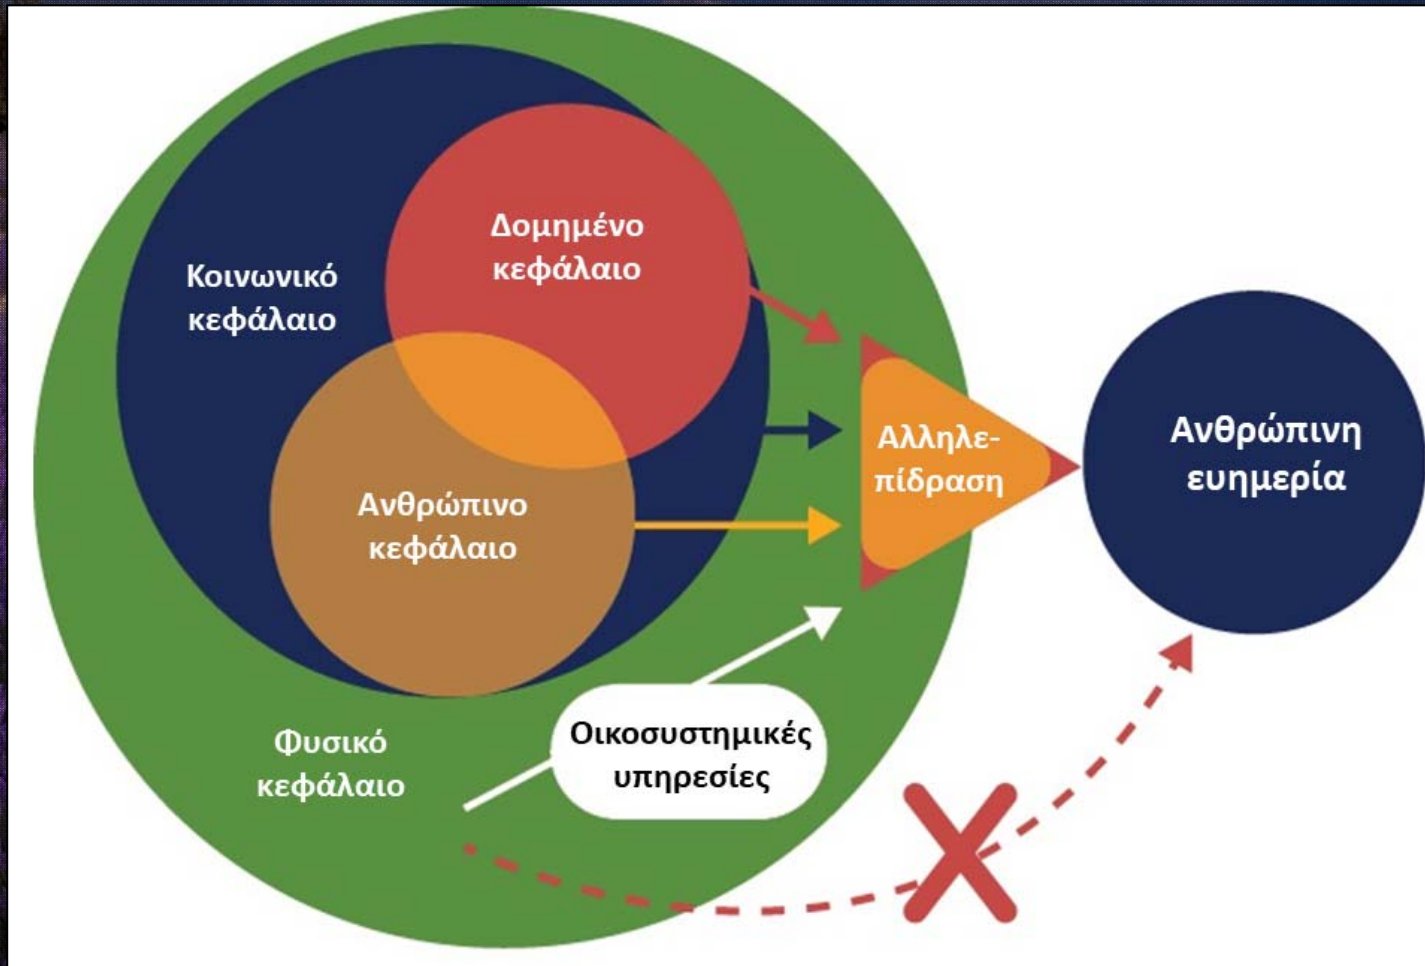 Δομημένο
κεφάλαιο
Κοινωνικό
κεφάλαιο
Ανθρώπινο
κεφάλαιο
Αλληλε-
πίδραση
Ανθρώπινη
ευημερία
Φυσικό
κεφάλαιο
Οικοσυστημικές
υπηρεσίες